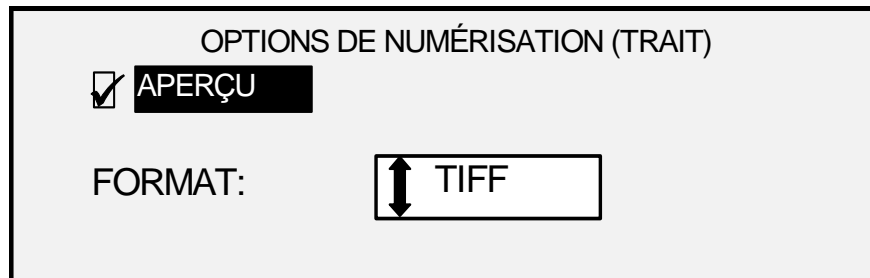 OPTIONS DE NUMÉRISATION (TRAIT)
APERÇU
FORMAT: TIFF